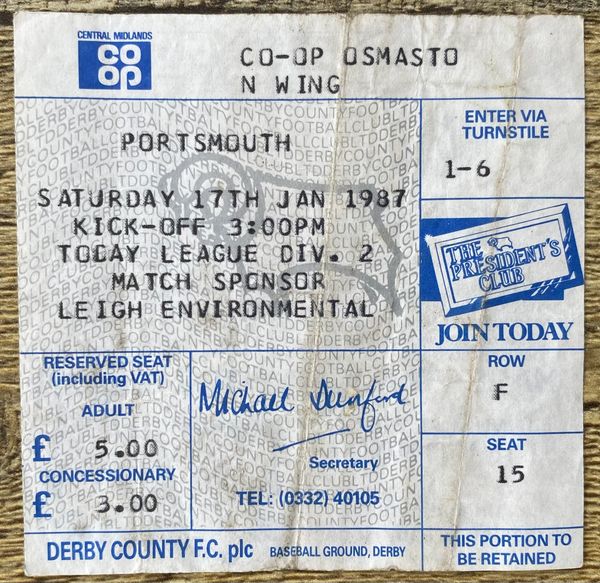 CENTRAL MIDLANDS
CO
OP
CO-OP OSMASTO
N WING
PORTSMOUTH
SATURDAY 17TH JAN 1987
KICK-OFF 3:00PM
TODAY LEAGUE DIV. 2
MATCH SPONSOR
LEIGH ENVIRONMENTAL
ENTER VIA
TURNSTILE
1-6
THE
PRESIDENT'S
CLUB
JOIN TODAY
RESERVED SEAT
(including VAT)
ADULT
£ 5.00
CONCESSIONARY
£ 3.00
Michael Dunford
Secretary
TEL: (0332) 40105
ROW
F
SEAT
15
DERBY COUNTY F.C. plc BASEBALL GROUND, DERBY
THIS PORTION TO
BE RETAINED